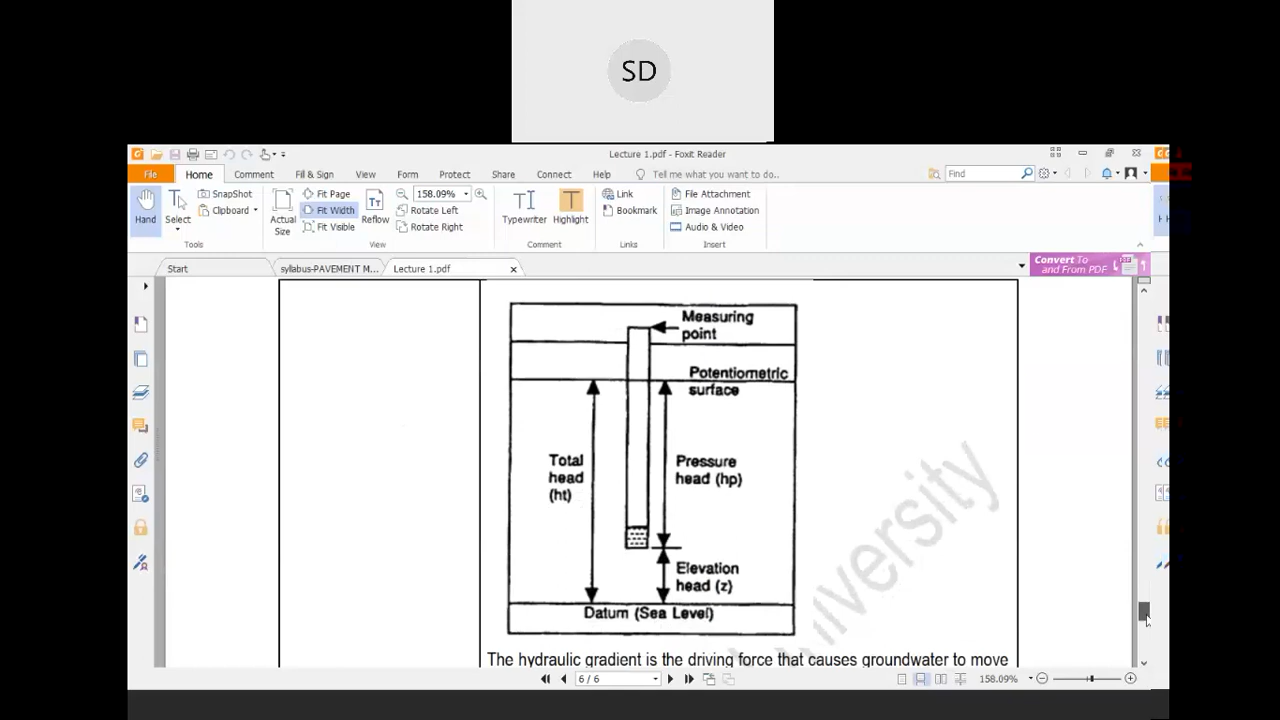 SD
Lecture 1.pdf - Foxit Reader
File Home Comment Fill & Sign View Form Protect Share Connect Help Tell me what you want to do.. Find
Hand
Select
SnapShot
Clipboard
Tools
Actual
Size
Fit Page
Fit Width
Fit Visible
Reflow
158.09%
Rotate Left
Rotate Right
View
Typewriter
Highlight
Comment
Link
Bookmark
Links
File Attachment
Image Annotation
Audio & Video
Insert
Start
syllabus-PAVEMENT M...
Lecture 1.pdf
Convert To
and From PDF
Measuring
point
Potentiometric
surface
Total
head
(ht)
Pressure
head (hp)
Elevation
head (z)
Datum (Sea Level)
The hydraulic gradient is the driving force that causes groundwater to move
6 / 6
158.09%